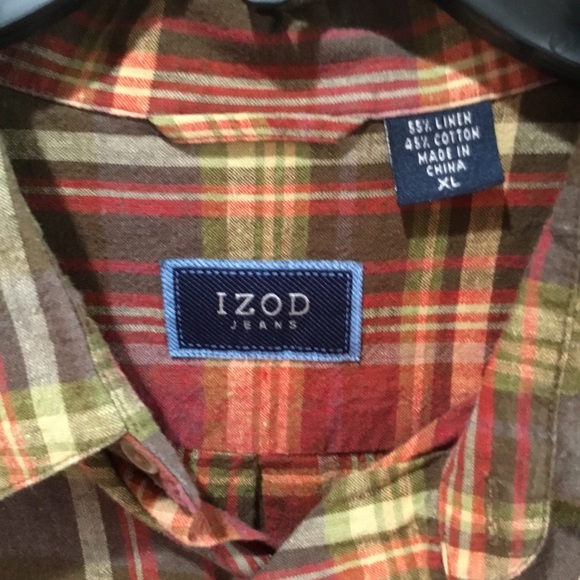 55% LINEN
45% COTTON
MADE IN
CHINA
XL
IZOD
JEANS